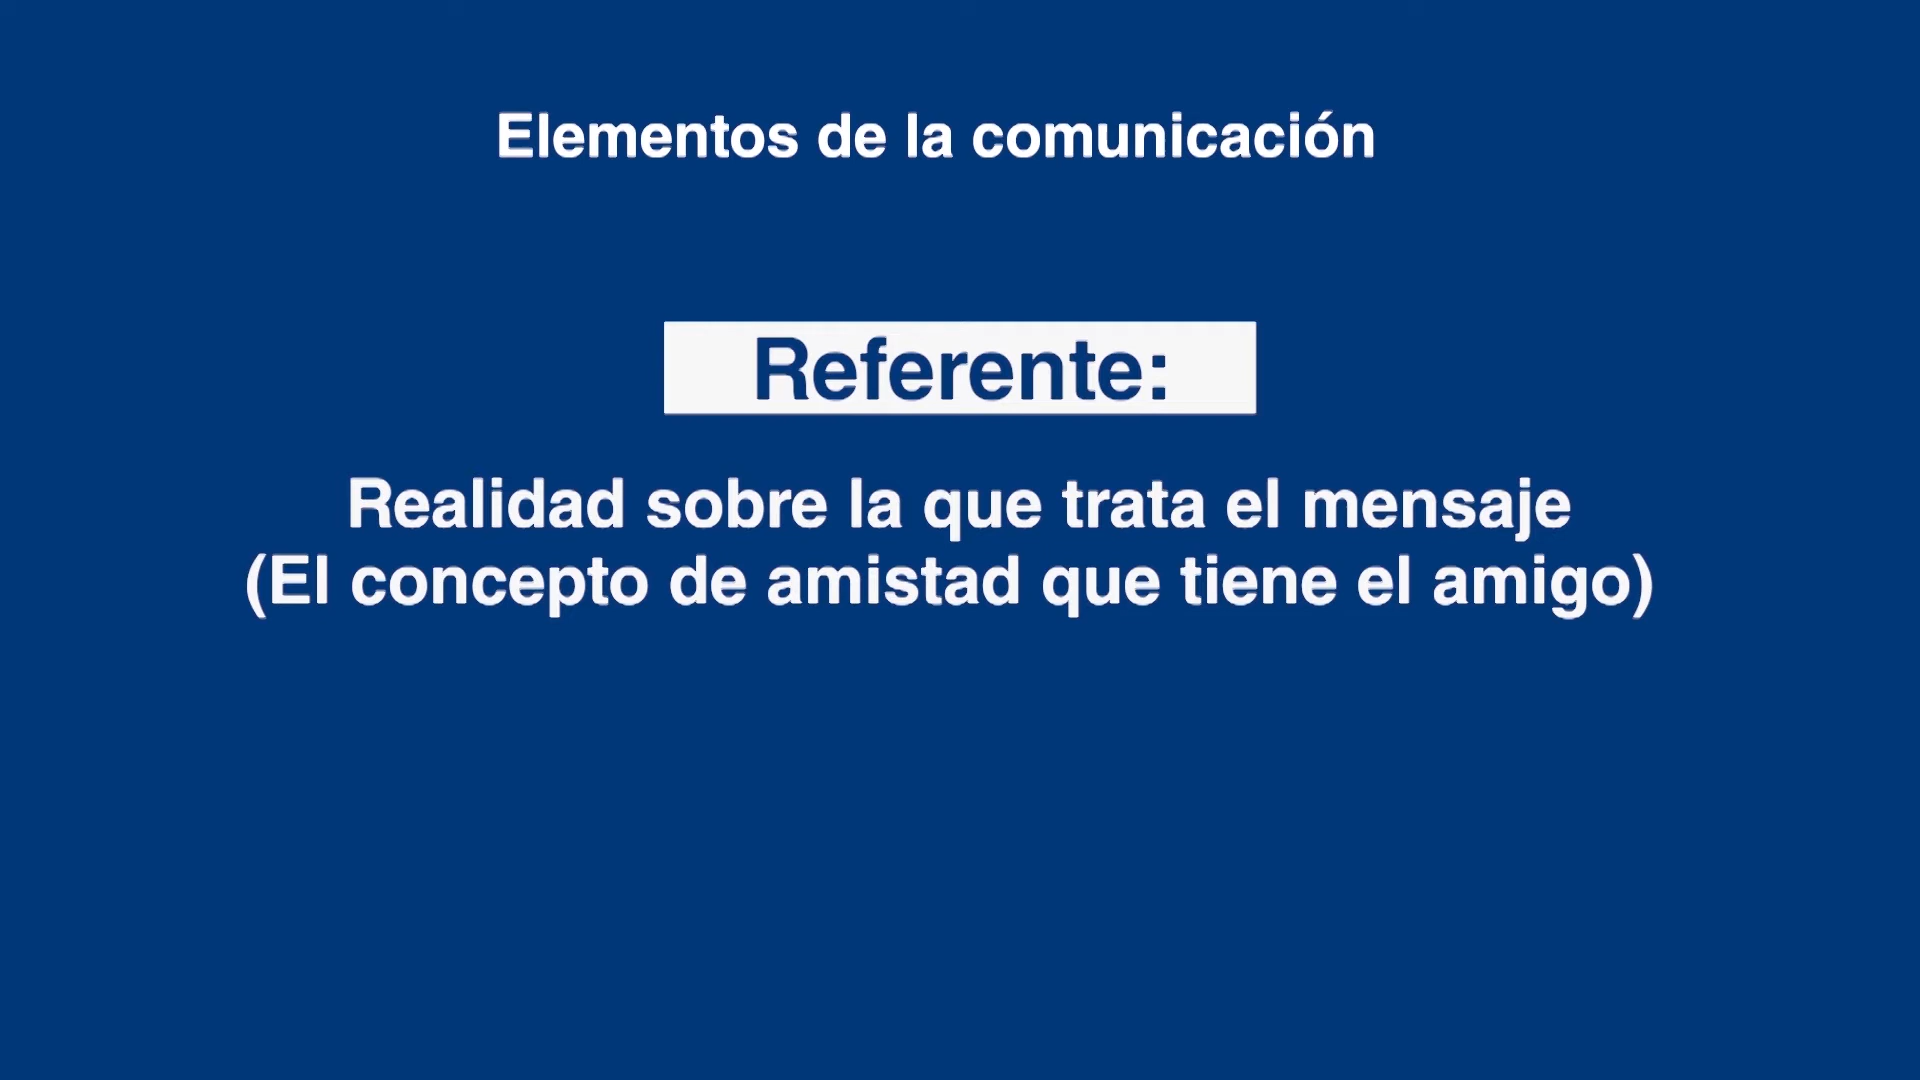 Elementos de la comunicación
Referente:
Realidad sobre la que trata el mensaje
(El concepto de amistad que tiene el amigo)